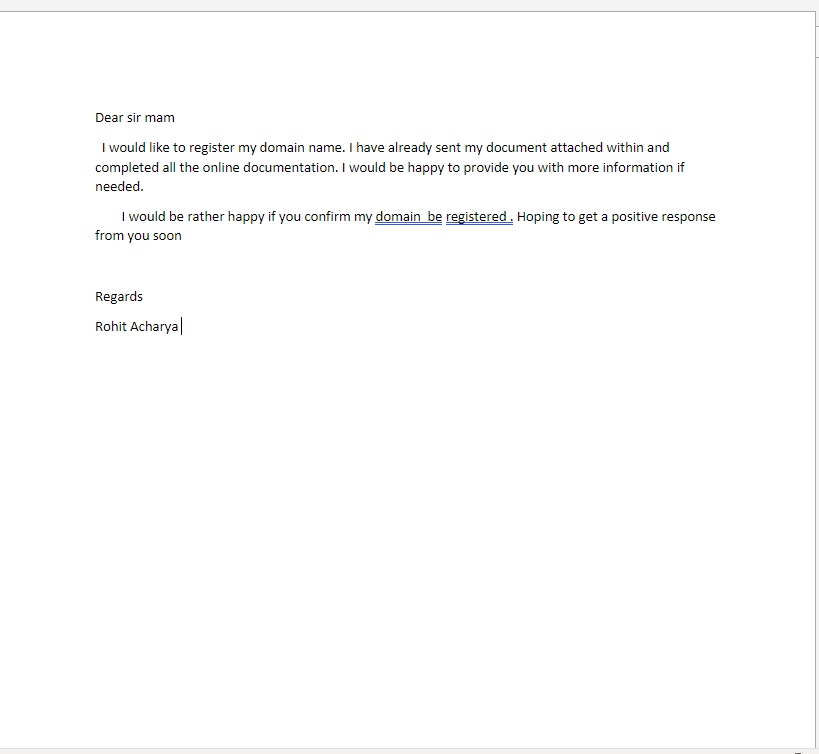 Dear sir mam
I would like to register my domain name. I have already sent my document attached within and
completed all the online documentation. I would be happy to provide you with more information if
needed.
I would be rather happy if you confirm my domain  be registered . Hoping to get a positive response
from you soon
Regards
Rohit Acharya